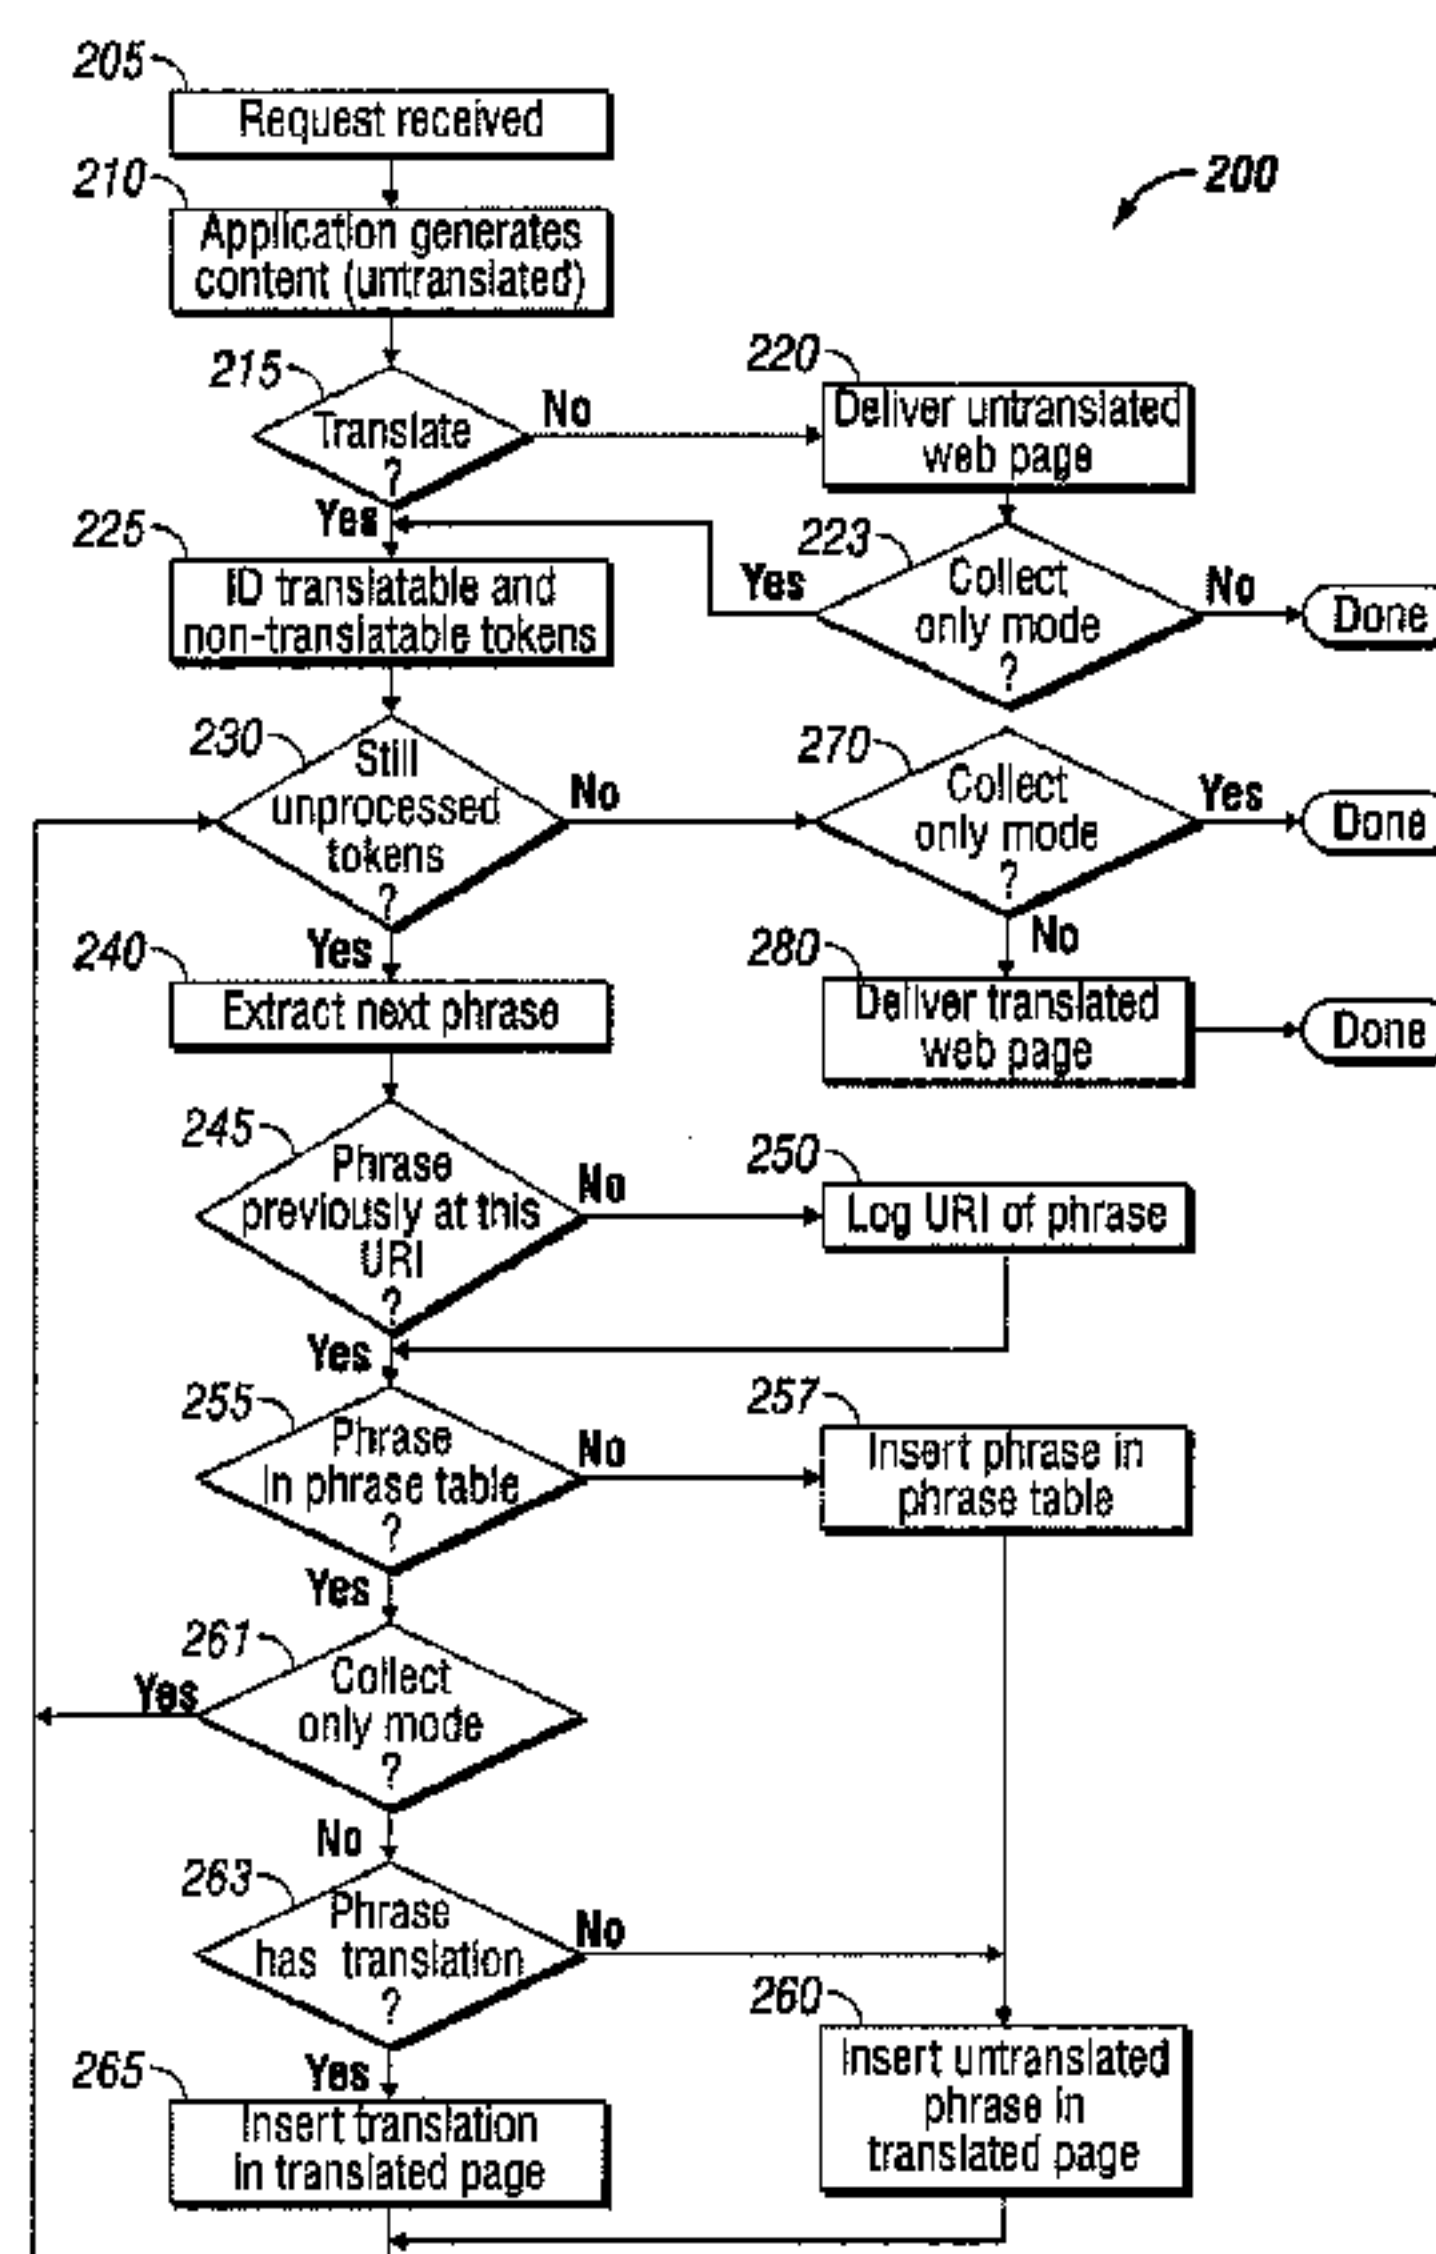 205
Request received
210
200
Application generates
content (untranslated)
215
Translate
?
No
220
Deliver untranslated
web page
Yes
225
ID translatable and
non-translatable tokens
223
Collect
only mode
?
Yes
No
Done
230
Still
unprocessed
tokens
?
No
270
Collect
only mode
?
Yes
Done
Yes
240
Extract next phrase
No
280
Deliver translated
web page
Done
245
Phrase
previously at this
URI
?
No
250
Log URI of phrase
Yes
255
Phrase
in phrase table
?
No
257
Insert phrase in
phrase table
Yes
261
Collect
only mode
?
Yes
No
263
Phrase
has translation
?
No
260
Insert untranslated
phrase in
translated page
Yes
265
Insert translation
in translated page